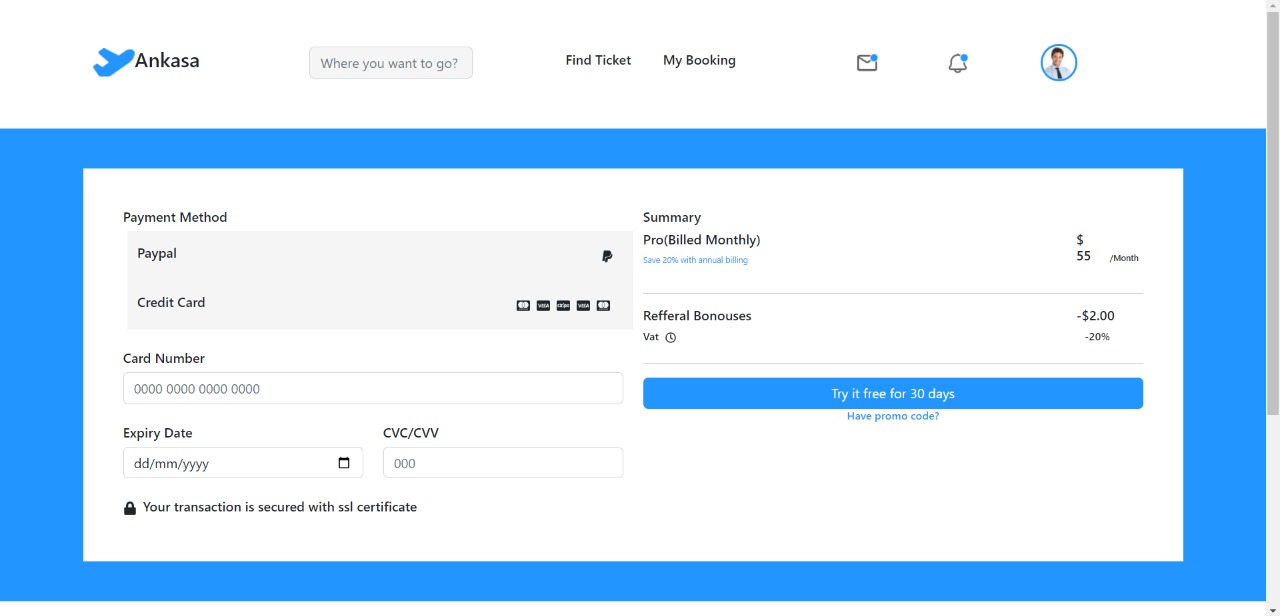 Ankasa
Where you want to go?
Find Ticket
My Booking
Payment Method
Paypal
Credit Card
VISA stripe VISA
Card Number
0000 0000 0000 0000
Expiry Date
CVC/CVV
dd/mm/yyyy
000
Your transaction is secured with ssl certificate
Summary
Pro(Billed Monthly)
$
55 /Month
Save 20% with annual billing
Refferal Bonouses
-$2.00
Vat
-20%
Try it free for 30 days
Have promo code?